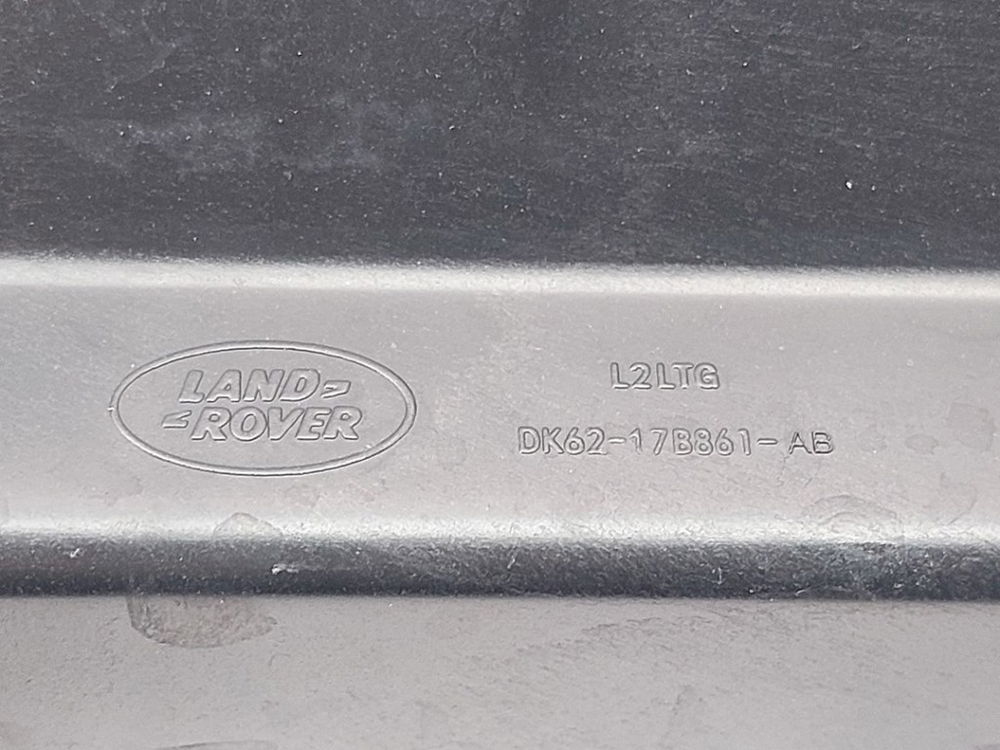 LAND
ROVER
L2LTG
DK62-17B861-AB